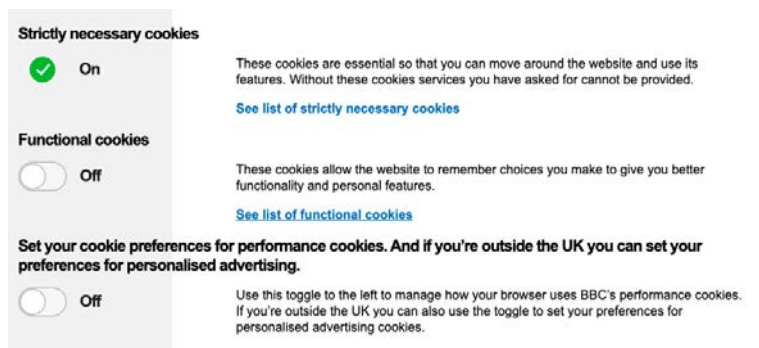 Strictly necessary cookies
On
These cookies are essential so that you can move around the website and use its
features. Without these cookies services you have asked for cannot be provided.
See list of strictly necessary cookies
Functional cookies
Off
These cookies allow the website to remember choices you make to give you better
functionality and personal features.
See list of functional cookies
Set your cookie preferences for performance cookies. And if you're outside the UK you can set your
preferences for personalised advertising.
Off
Use this toggle to the left to manage how your browser uses BBC's performance cookies.
If you're outside the UK you can also use the toggle to set your preferences for
personalised advertising cookies.